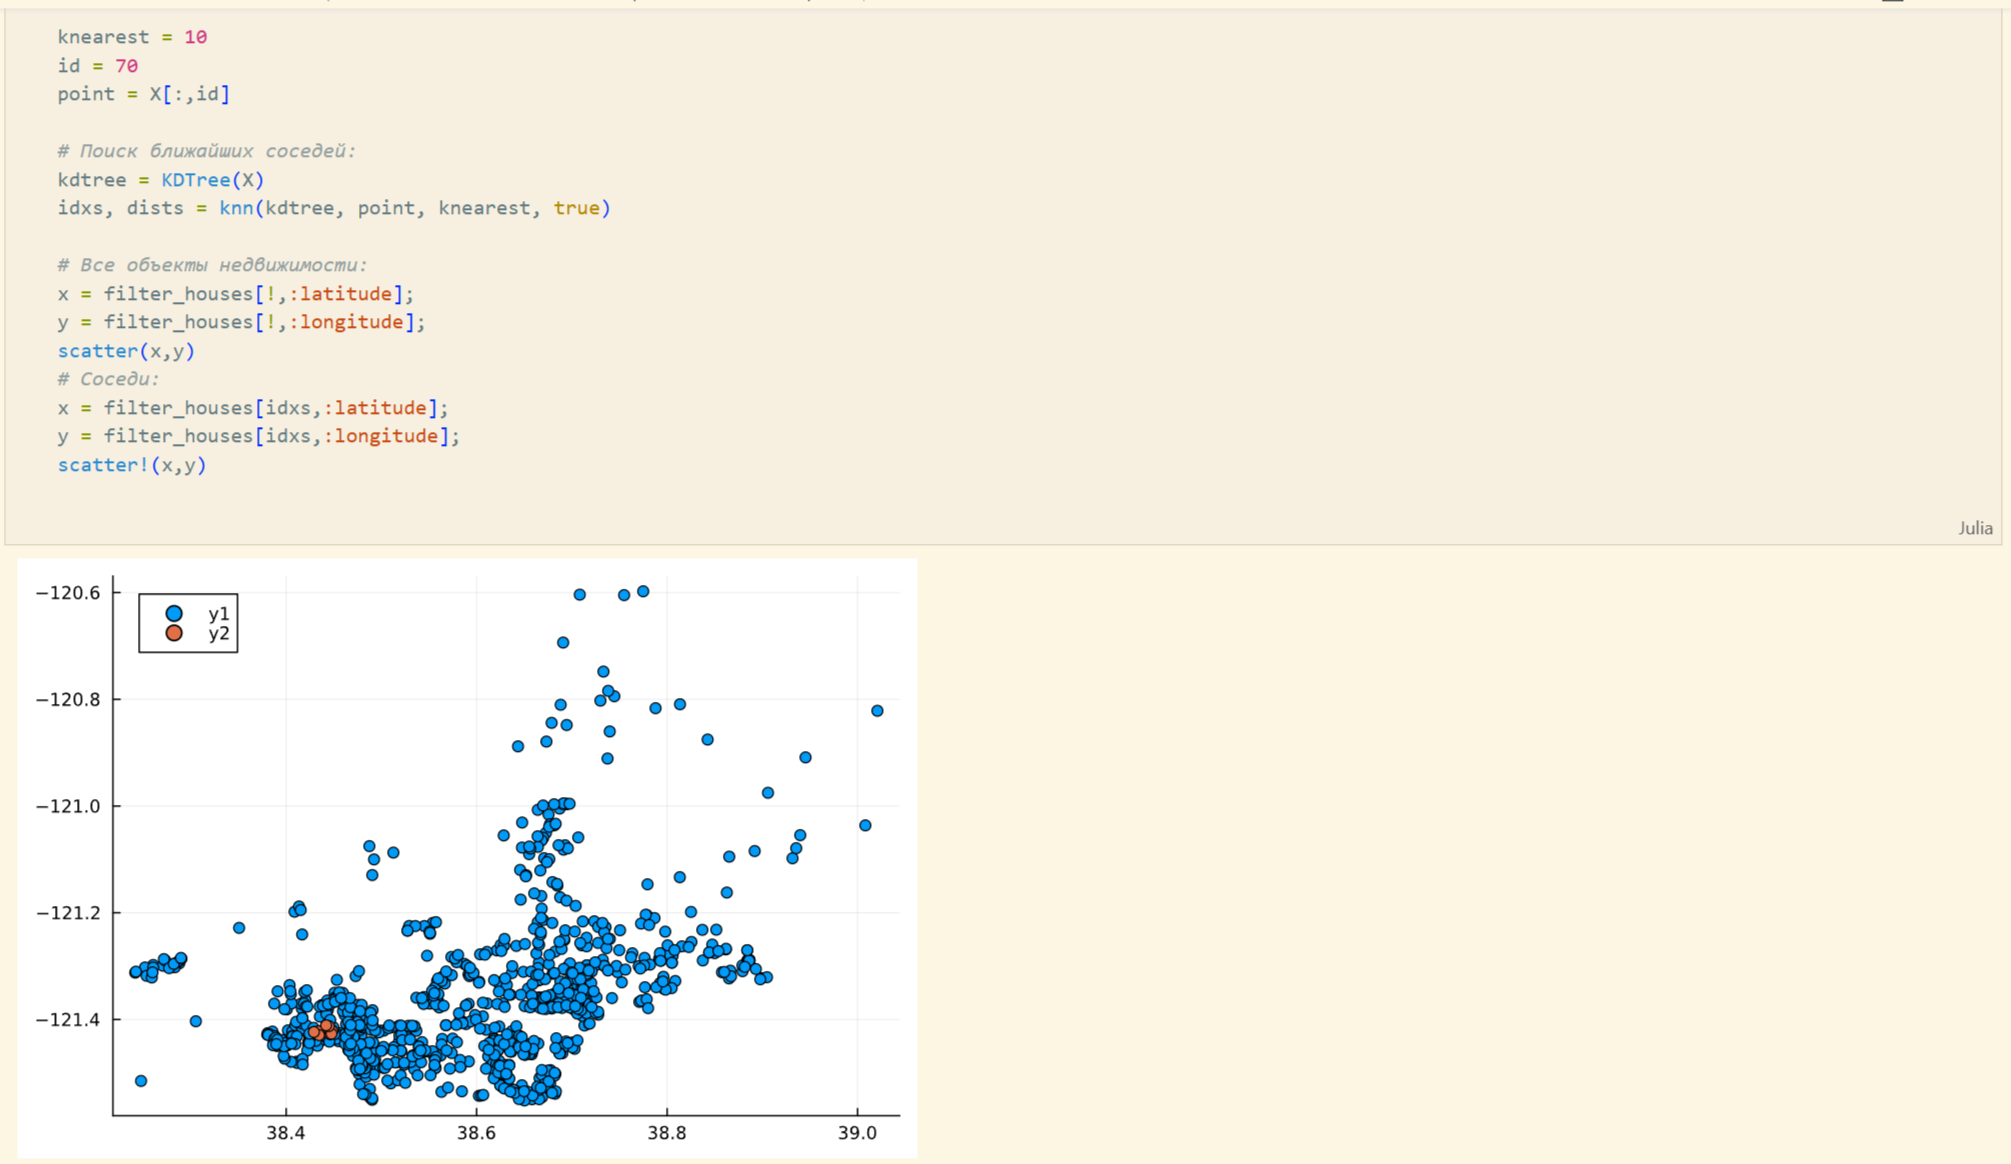 knearest = 10
id = 70
point = X[:,id]
# Поиск ближайших соседей:
kdtree = KDTree(X)
idxs, dists = knn(kdtree, point, knearest, true)
# Все объекты недвижимости:
x = filter_houses[!,:latitude];
y = filter_houses[!,:longitude];
scatter(x,y)
# Соседи:
x = filter_houses[idxs,:latitude];
y = filter_houses[idxs,:longitude];
scatter!(x,y)
Julia
−120.6
y1
y2
−120.8
−121.0
−121.2
−121.4
38.4 38.6 38.8 39.0